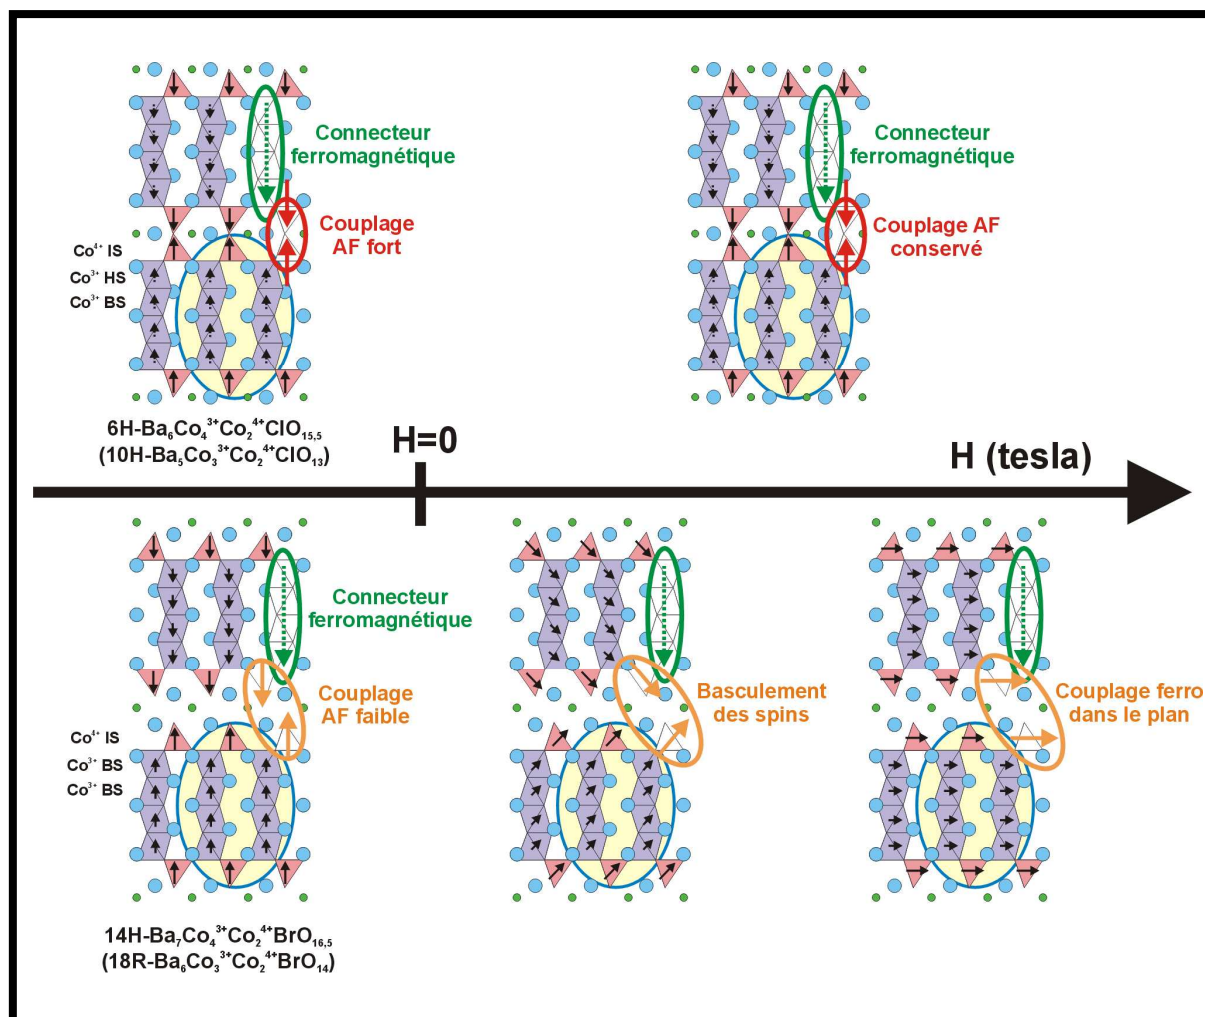 Connecteur
ferromagnétique
Couplage
AF fort
Co⁴⁺ IS
Co³⁺ HS
Co³⁺ BS
Connecteur
ferromagnétique
Couplage AF
conservé
6H-Ba₆Co₄³⁺Co₂⁴⁺ClO₁₅,₅
(10H-Ba₅Co₃³⁺Co₂⁴⁺ClO₁₃)
H=0
H (tesla)
Connecteur
ferromagnétique
Couplage
AF faible
Co⁴⁺ IS
Co³⁺ BS
Co³⁺ BS
Basculement
des spins
Couplage ferro
dans le plan
14H-Ba₇Co₄³⁺Co₂⁴⁺BrO₁₆,₅
(18R-Ba₆Co₃³⁺Co₂⁴⁺BrO₁₄)